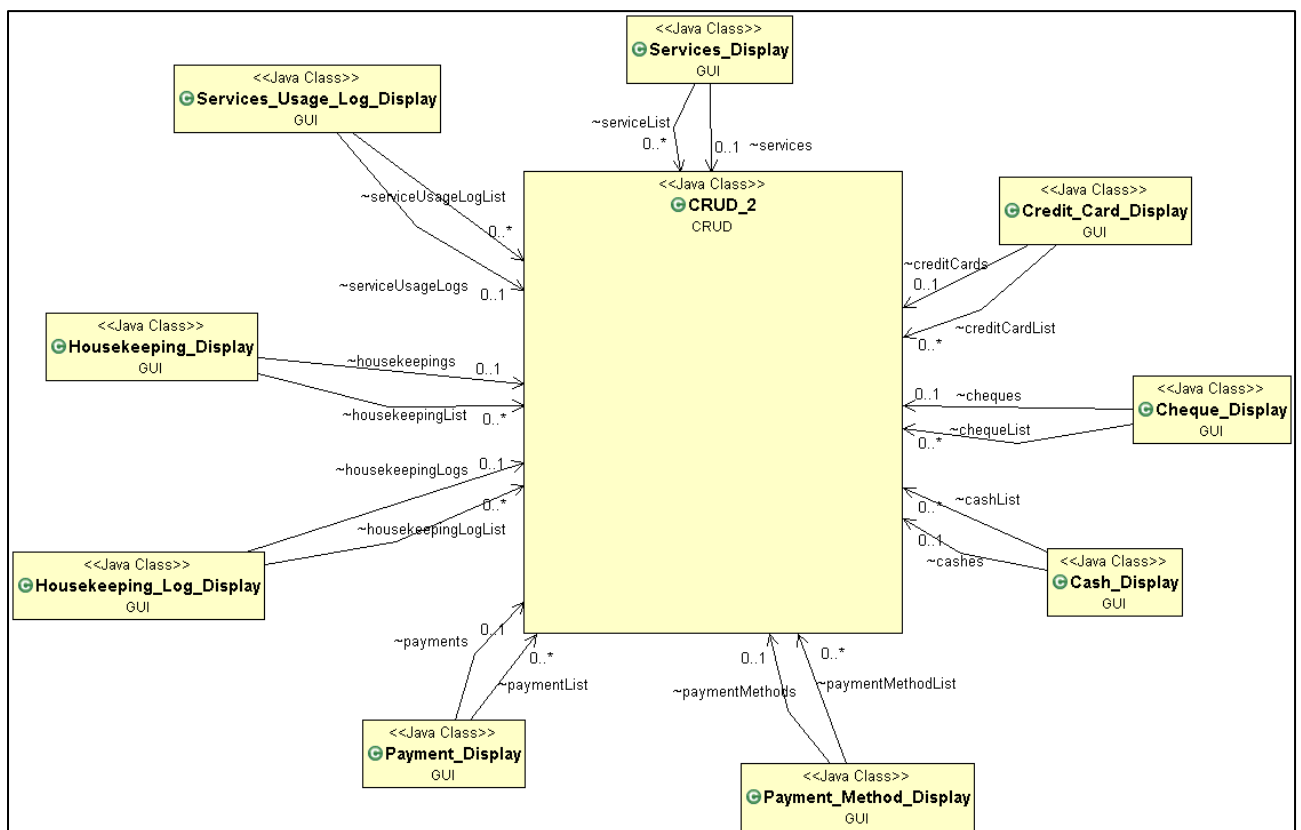 <<Java Class>>
Services_Display
GUI
<<Java Class>>
Services_Usage_Log_Display
GUI
~serviceList
0..*
0..1
~services
<<Java Class>>
CRUD_2
CRUD
<<Java Class>>
Credit_Card_Display
GUI
~serviceUsageLogList
0..*
~serviceUsageLogs
0..1
~creditCards
0..1
~creditCardList
0..*
<<Java Class>>
Housekeeping_Display
GUI
~housekeepings
0..1
~housekeepingList
0..*
<<Java Class>>
Cheque_Display
GUI
0..1
~cheques
~chequeList
0..*
~housekeepingLogs
0..1
0..*
~housekeepingLogList
~cashList
0..*
0..1
~cashes
<<Java Class>>
Housekeeping_Log_Display
GUI
<<Java Class>>
Cash_Display
GUI
~payments
0..1
0..*
~paymentList
0..1
~paymentMethods
0..*
~paymentMethodList
<<Java Class>>
Payment_Display
GUI
<<Java Class>>
Payment_Method_Display
GUI